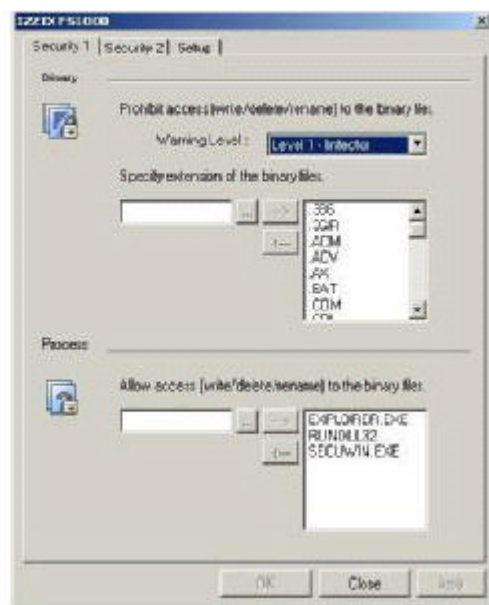 Security 1 Security 2 Setup
Binary
Prohibit access [write/delete/rename] to the binary files.
Warning Level :
Level 1 - Infector
Specify extension of the binary files.
... -->
<---
.386
.ADM
.ADV
.AX
.BAT
.COM
.CPL
Process
Allow access [write/delete/rename] to the binary files.
... -->
<---
EXPLORER.EXE
RUNDLL32
SECUWIN.EXE
OK Close Apply